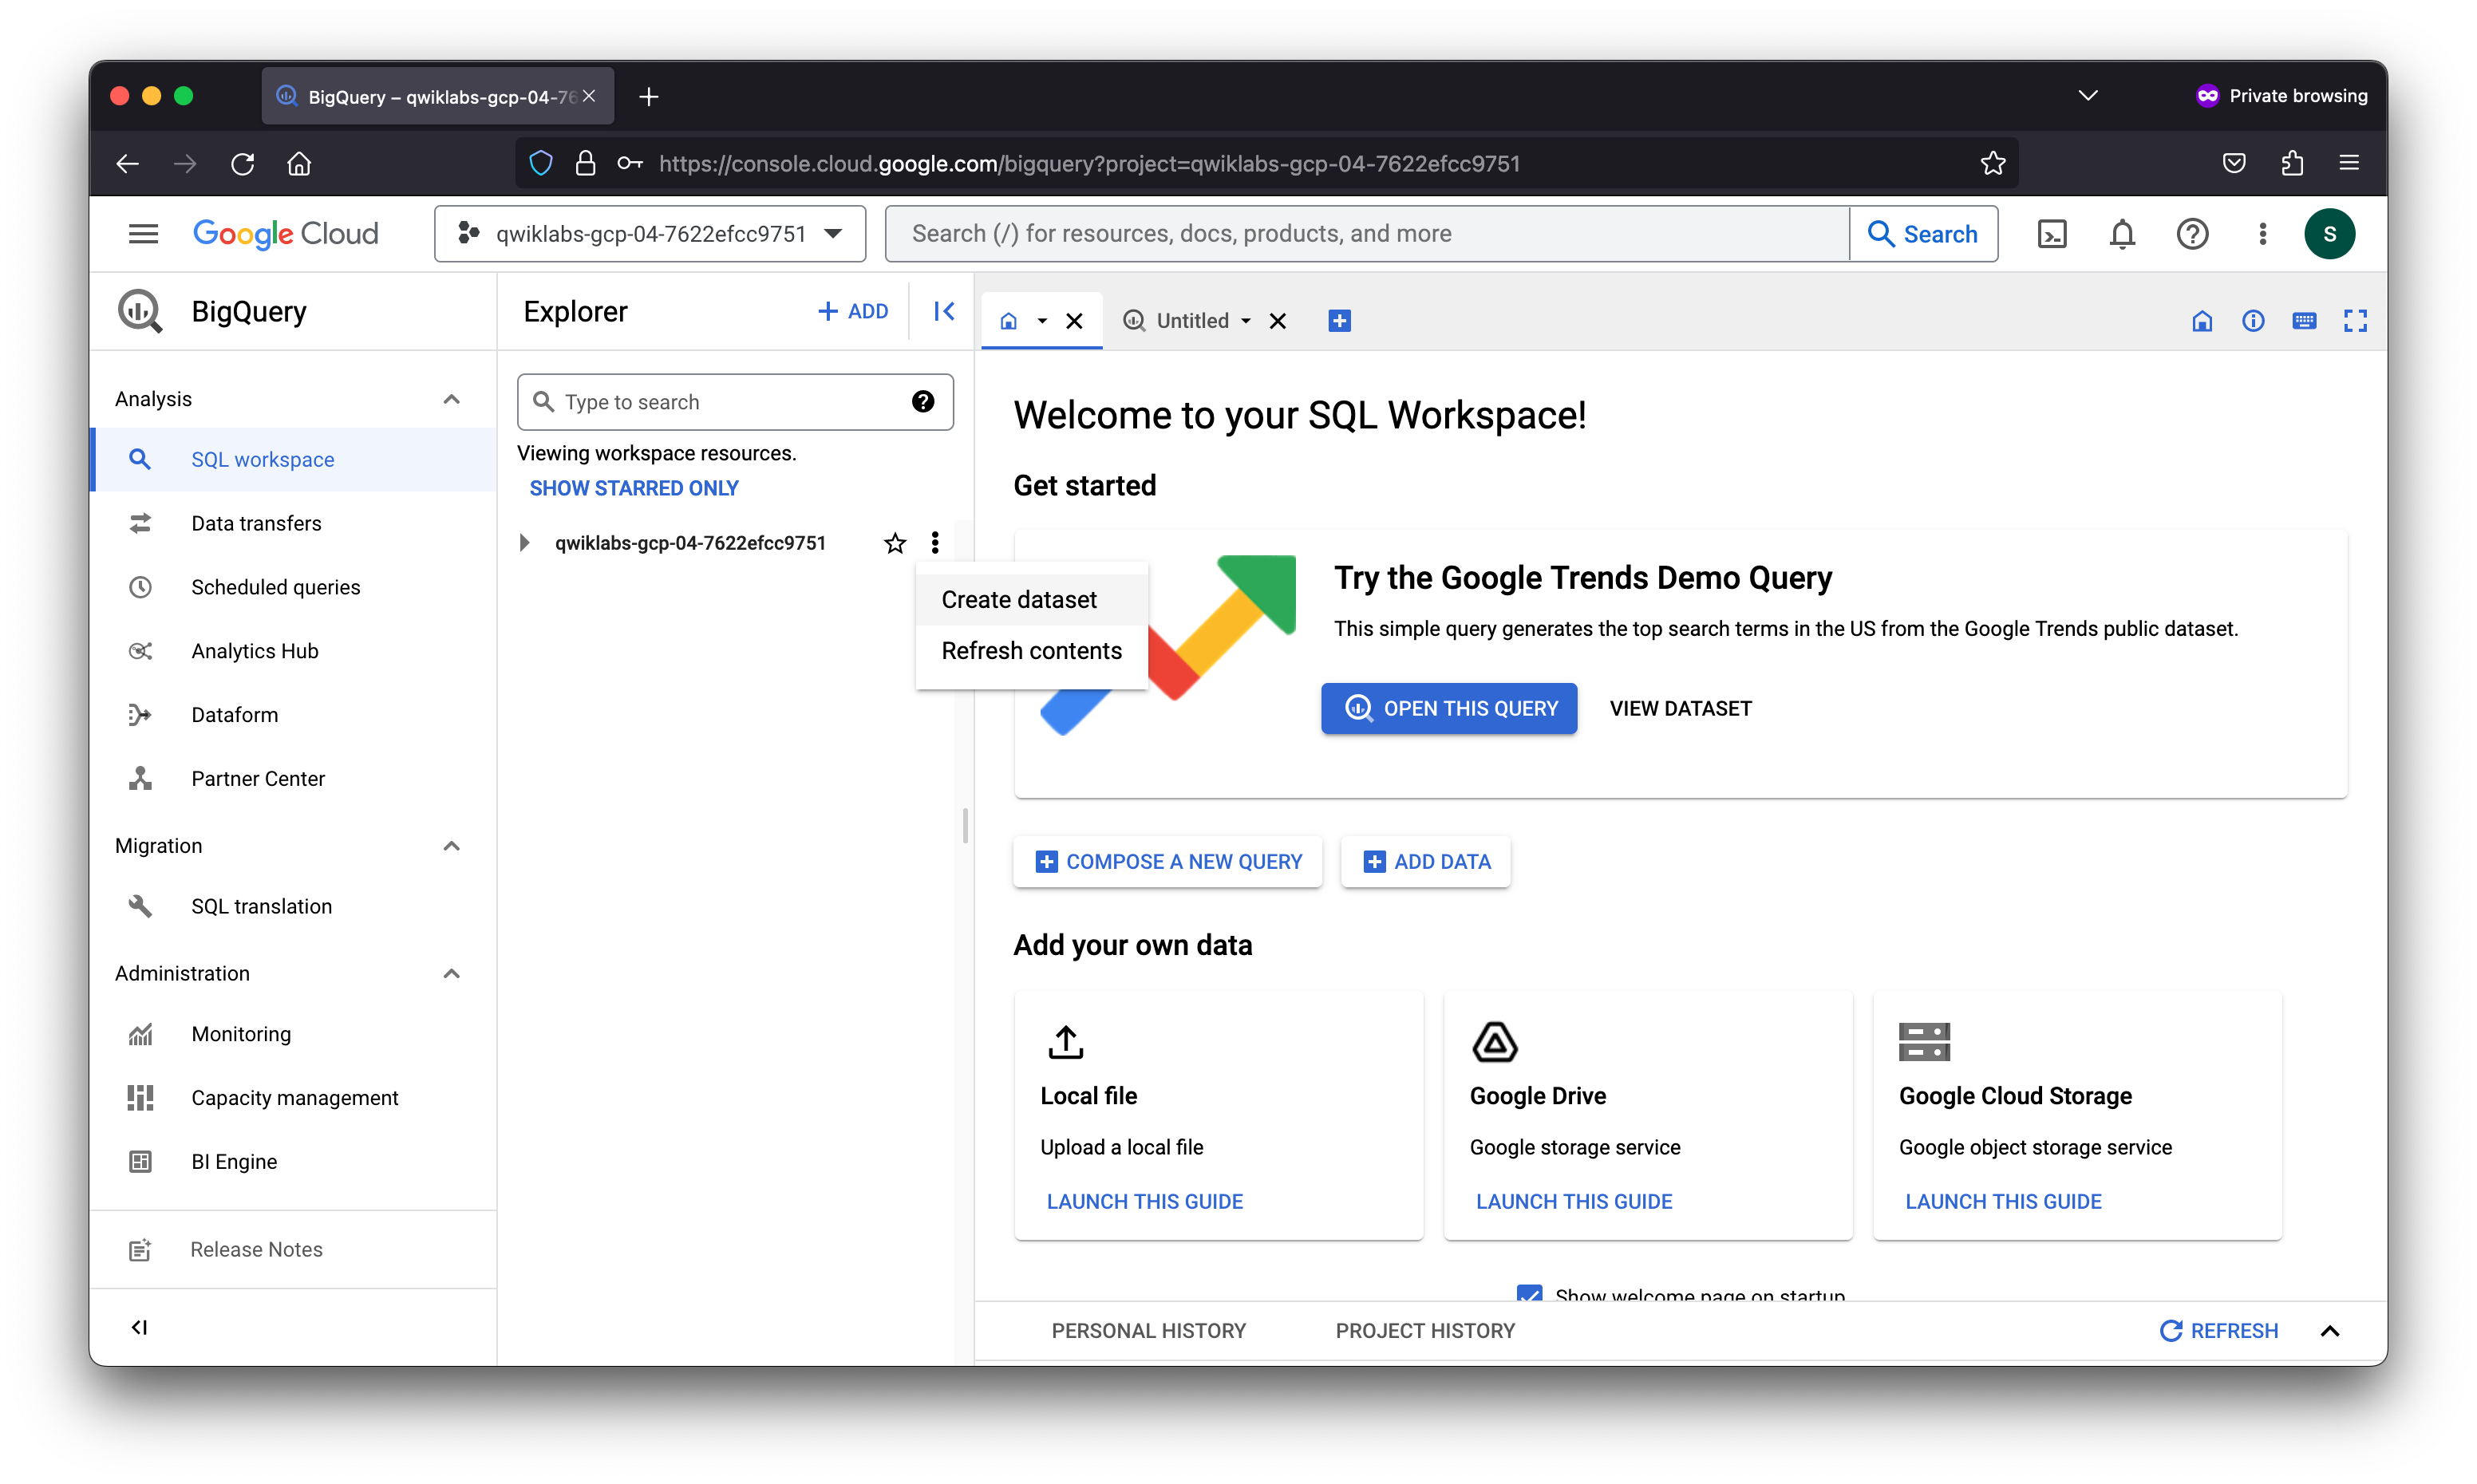 BigQuery – qwiklabs-gcp-04-76
Private browsing
https://console.cloud.google.com/bigquery?project=qwiklabs-gcp-04-7622efcc9751
Google Cloud
qwiklabs-gcp-04-7622efcc9751
Search (/) for resources, docs, products, and more
Search
S
BigQuery
Analysis
SQL workspace
Data transfers
Scheduled queries
Analytics Hub
Dataform
Partner Center
Migration
SQL translation
Administration
Monitoring
Capacity management
BI Engine
Release Notes
Explorer
+ ADD
Type to search
Viewing workspace resources.
SHOW STARRED ONLY
qwiklabs-gcp-04-7622efcc9751
Create dataset
Refresh contents
Untitled
Welcome to your SQL Workspace!
Get started
Try the Google Trends Demo Query
This simple query generates the top search terms in the US from the Google Trends public dataset.
OPEN THIS QUERY
VIEW DATASET
COMPOSE A NEW QUERY
ADD DATA
Add your own data
Local file
Upload a local file
LAUNCH THIS GUIDE
Google Drive
Google storage service
LAUNCH THIS GUIDE
Google Cloud Storage
Google object storage service
LAUNCH THIS GUIDE
Show welcome page on startup
PERSONAL HISTORY
PROJECT HISTORY
REFRESH